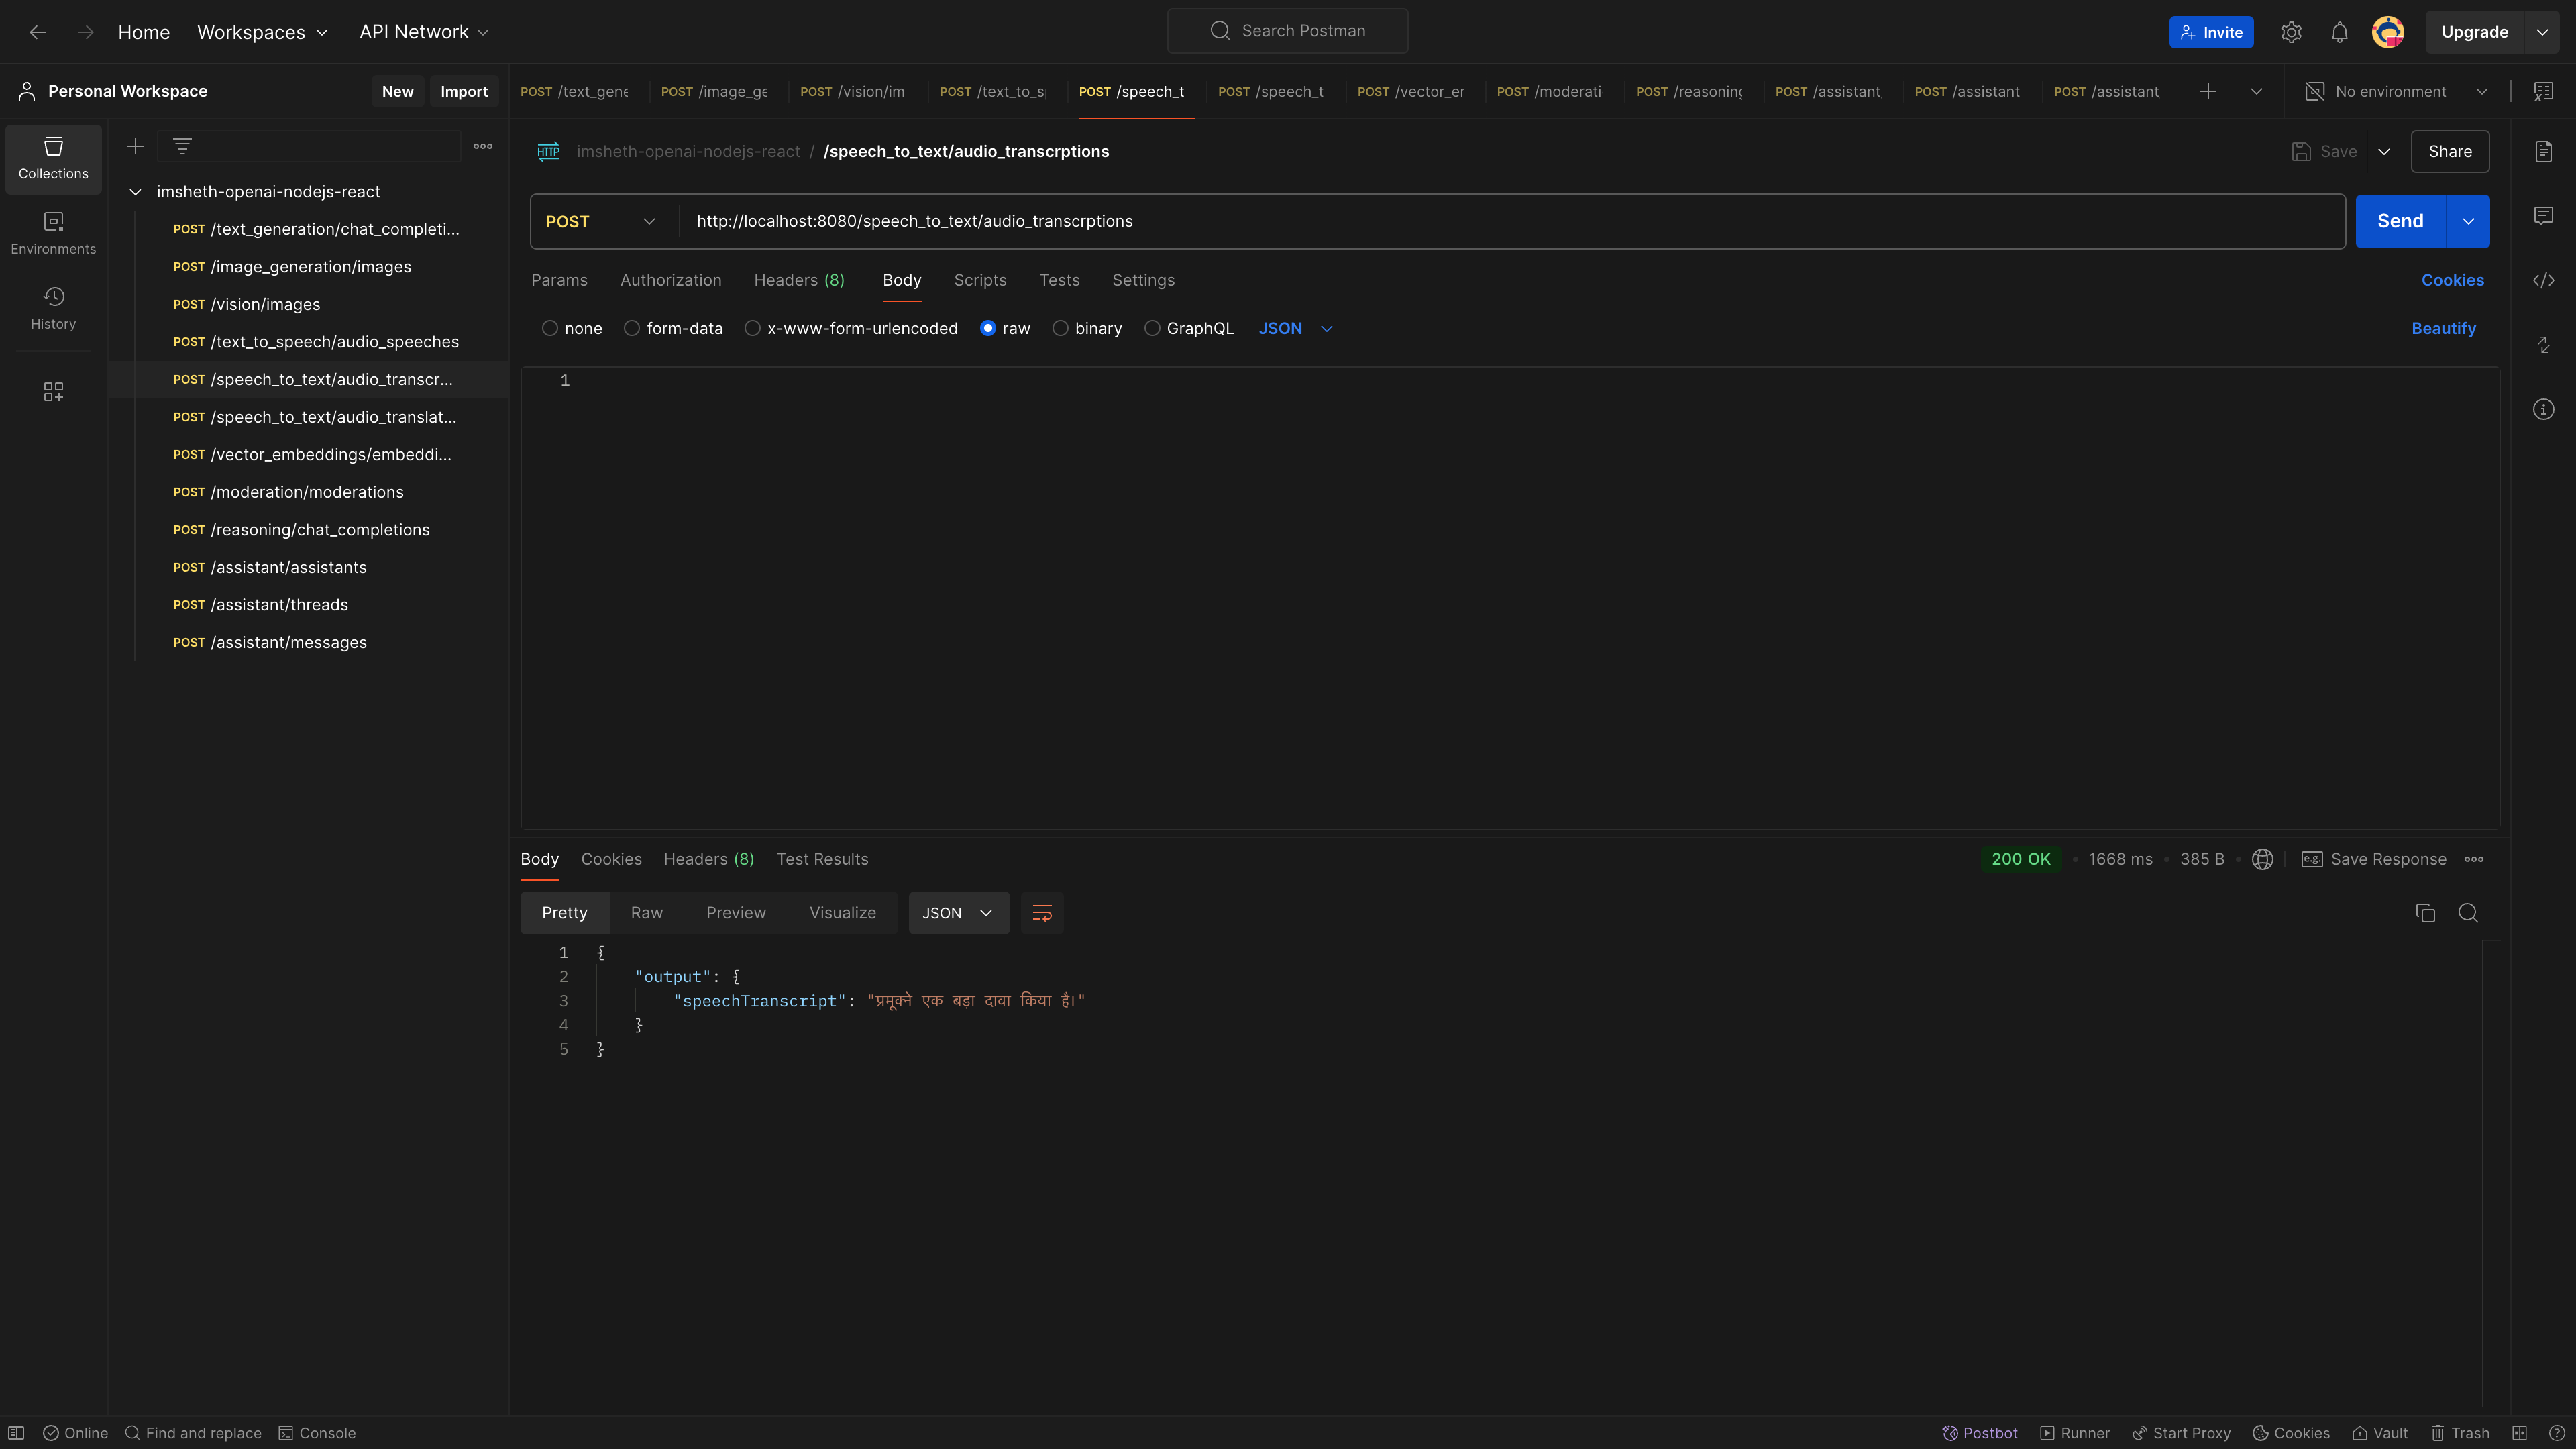 Home Workspaces API Network Search Postman Invite Upgrade
Personal Workspace New Import
POST /text_gene POST /image_ge POST /vision/im POST /text_to_s POST /speech_t POST /speech_t POST /vector_er POST /moderati POST /reasoning POST /assistant POST /assistant POST /assistant No environment
Collections
Environments
History
imsheth-openai-nodejs-react
POST /text_generation/chat_completi...
POST /image_generation/images
POST /vision/images
POST /text_to_speech/audio_speeches
POST /speech_to_text/audio_transcr...
POST /speech_to_text/audio_translat...
POST /vector_embeddings/embeddi...
POST /moderation/moderations
POST /reasoning/chat_completions
POST /assistant/assistants
POST /assistant/threads
POST /assistant/messages
HTTP imsheth-openai-nodejs-react / /speech_to_text/audio_transcrptions Save Share
POST http://localhost:8080/speech_to_text/audio_transcrptions Send
Params Authorization Headers (8) Body Scripts Tests Settings Cookies
none form-data x-www-form-urlencoded raw binary GraphQL JSON Beautify
1
Body Cookies Headers (8) Test Results 200 OK 1668 ms 385 B e.g. Save Response
Pretty Raw Preview Visualize JSON
1 {
2 "output": {
3 "speechTranscript": "प्रमूक्ने एक बड़ा दावा किया है।"
4 }
5 }
Online Find and replace Console Postbot Runner Start Proxy Cookies Vault Trash